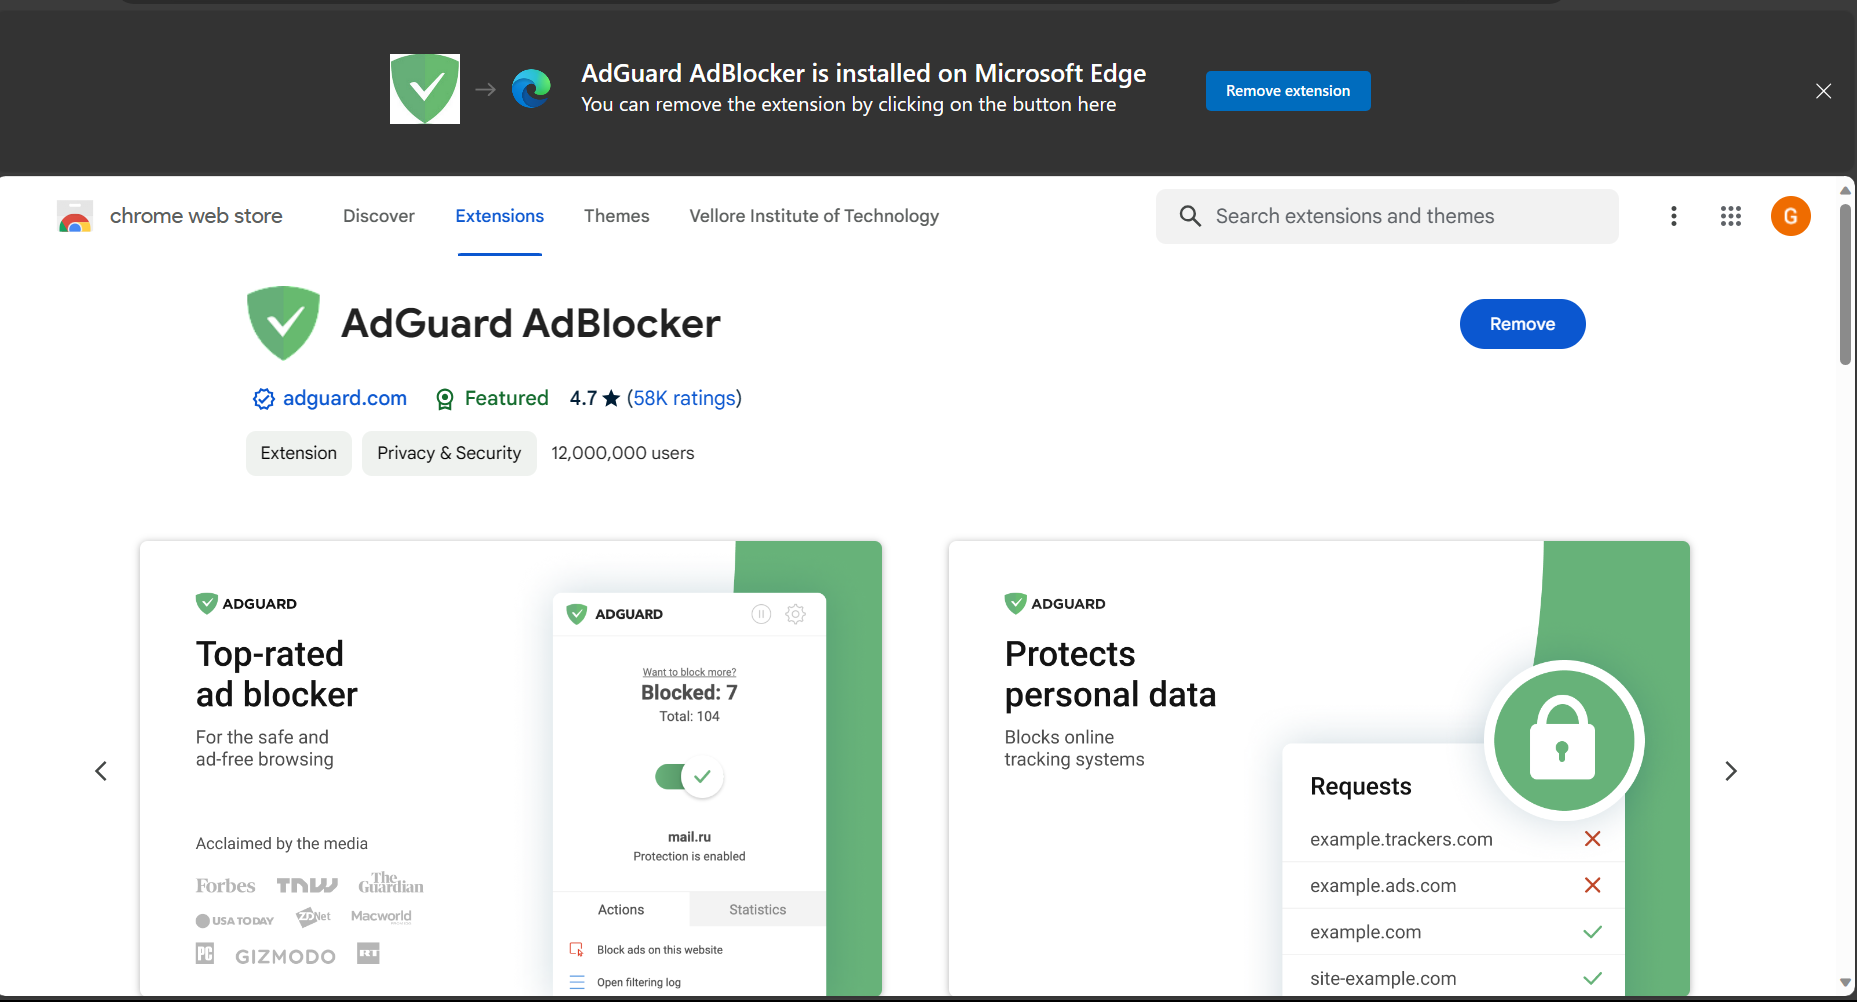 AdGuard AdBlocker is installed on Microsoft Edge
You can remove the extension by clicking on the button here
Remove extension
chrome web store
Discover
Extensions
Themes
Vellore Institute of Technology
Search extensions and themes
G
AdGuard AdBlocker
Remove
adguard.com
Featured
4.7 ★ (58K ratings)
Extension
Privacy & Security
12,000,000 users
ADGUARD
Top-rated
ad blocker
For the safe and
ad-free browsing
Acclaimed by the media
Forbes
TNW
The Guardian
USA TODAY
ZDNet
Macworld
PC
GIZMODO
RT
ADGUARD
Want to block more?
Blocked: 7
Total: 104
mail.ru
Protection is enabled
Actions
Statistics
Block ads on this website
Open filtering log
ADGUARD
Protects
personal data
Blocks online
tracking systems
Requests
example.trackers.com
example.ads.com
example.com
site-example.com